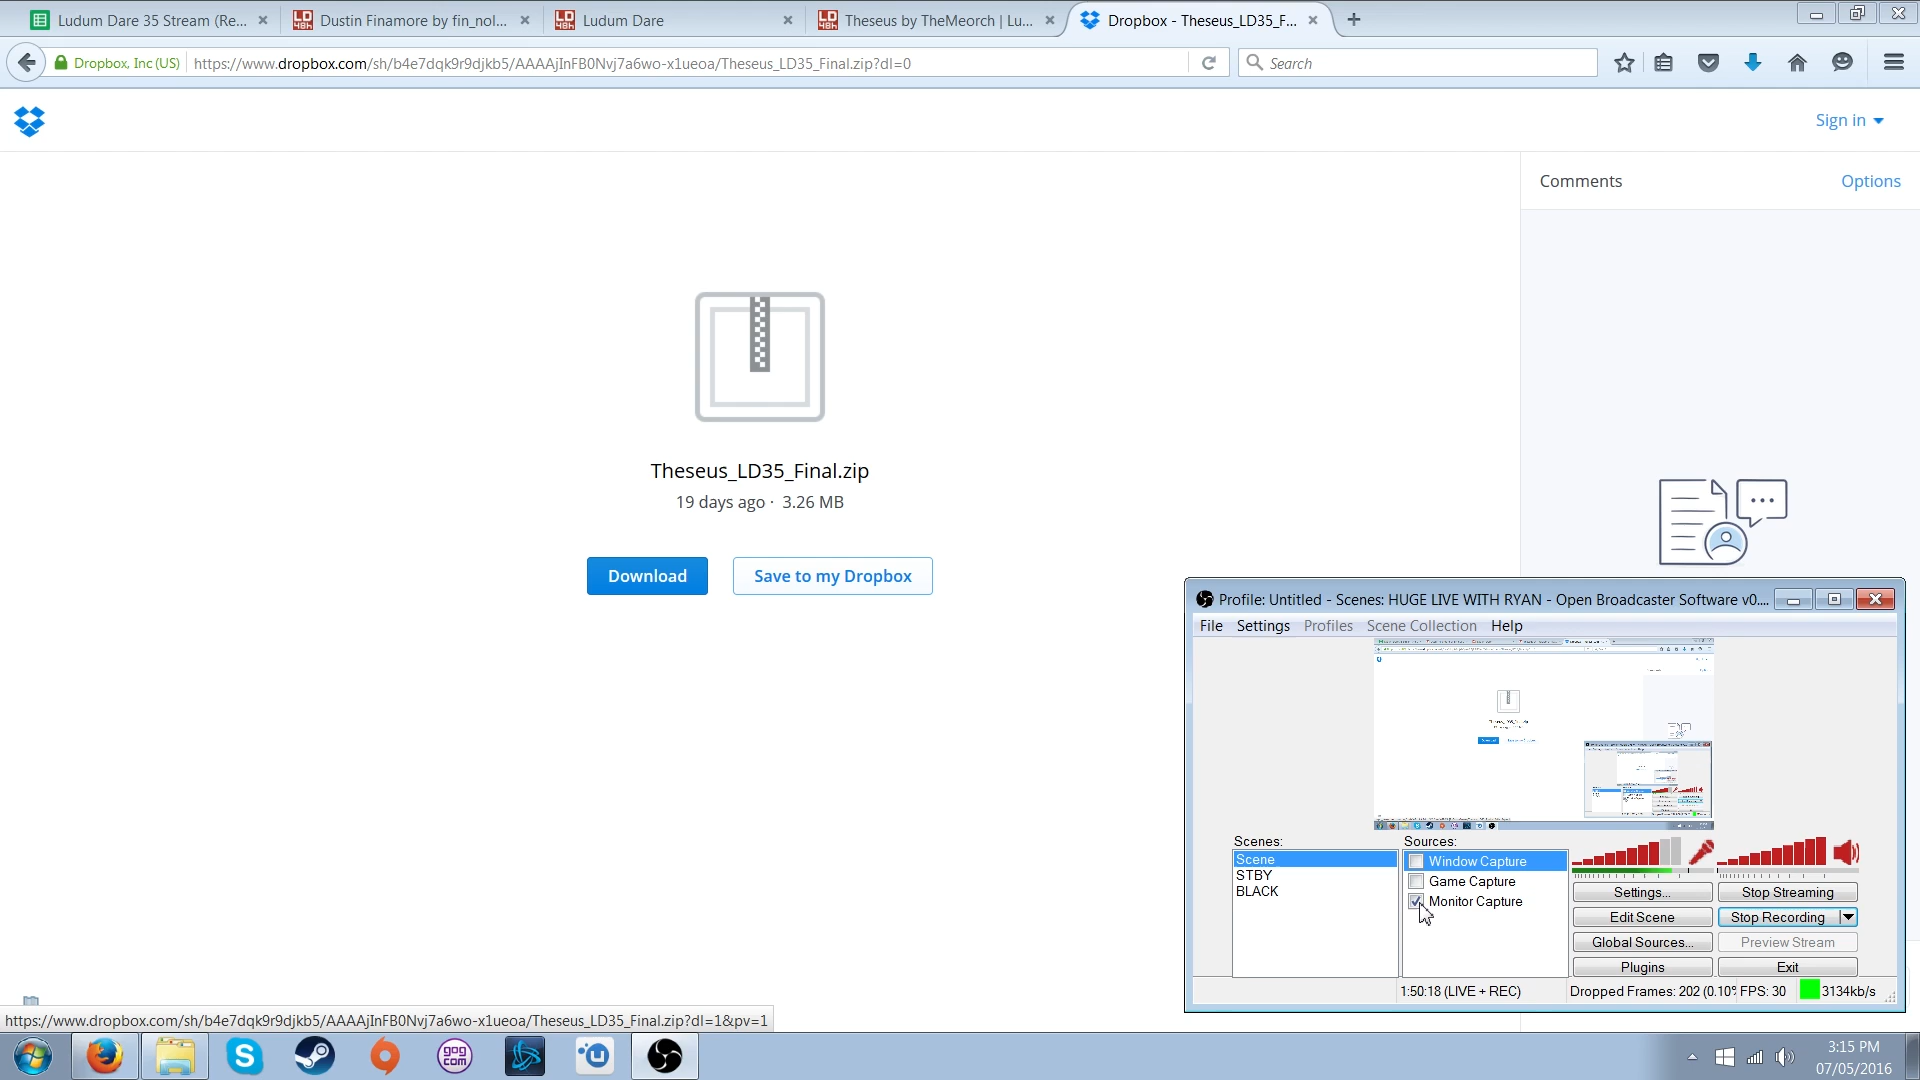 Ludum Dare 35 Stream (Re...
Dustin Finamore by fin_nol...
Ludum Dare
Theseus by TheMeorch | Lu...
Dropbox - Theseus_LD35_F...
Dropbox, Inc (US)
https://www.dropbox.com/sh/b4e7dqk9r9djkb5/AAAAjInFB0Nvj7a6wo-x1ueoa/Theseus_LD35_Final.zip?dl=0
Search
Sign in
Comments
Options
Theseus_LD35_Final.zip
19 days ago · 3.26 MB
Download
Save to my Dropbox
Profile: Untitled - Scenes: HUGE LIVE WITH RYAN - Open Broadcaster Software v0....
File Settings Profiles Scene Collection Help
Scenes:
Scene
STBY
BLACK
Sources:
Window Capture
Game Capture
Monitor Capture
Settings...
Stop Streaming
Edit Scene
Stop Recording
Global Sources...
Preview Stream
Plugins
Exit
1:50:18 (LIVE + REC)
Dropped Frames: 202 (0.10%
FPS: 30
3134kb/s
https://www.dropbox.com/sh/b4e7dqk9r9djkb5/AAAAjInFB0Nvj7a6wo-x1ueoa/Theseus_LD35_Final.zip?dl=1&pv=1
gog
com
3:15 PM
07/05/2016